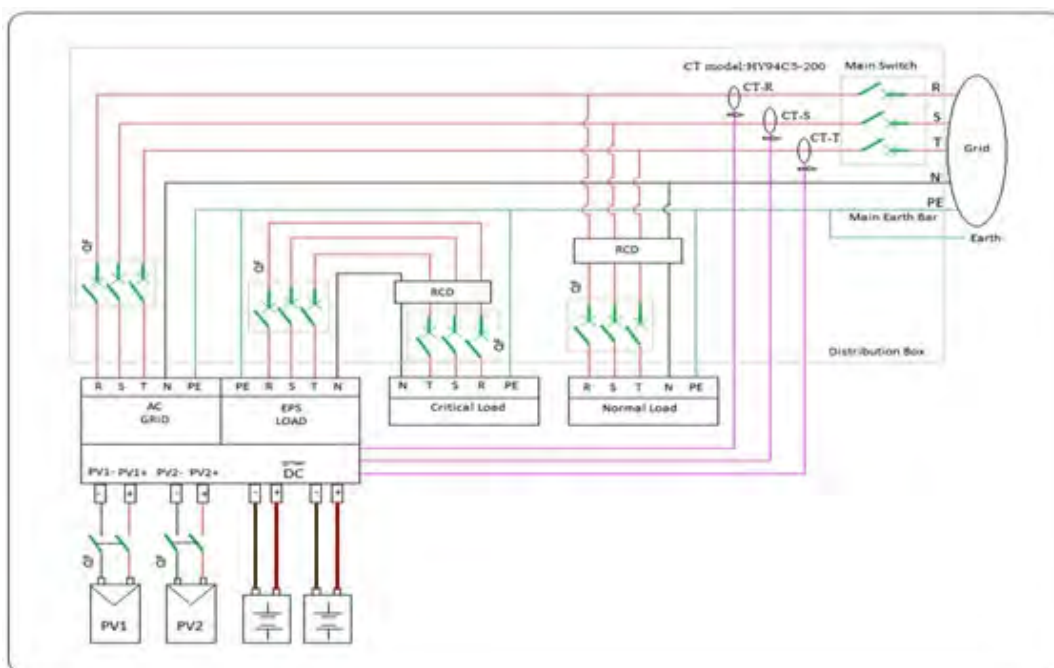 CT model:HY94C5-200
Main Switch
CT-R
R
CT-S
S
CT-T
T
Grid
N
PE
Main Earth Bar
Earth
QF
QF
RCD
QF
RCD
QF
Distribution Box
R S T N PE
PE R S T N
N T S R PE
R S T N PE
AC
GRID
EPS
LOAD
Critical Load
Normal Load
PV1- PV1+ PV2- PV2+
DC
- + - + - + - +
QF
QF
PV1
PV2